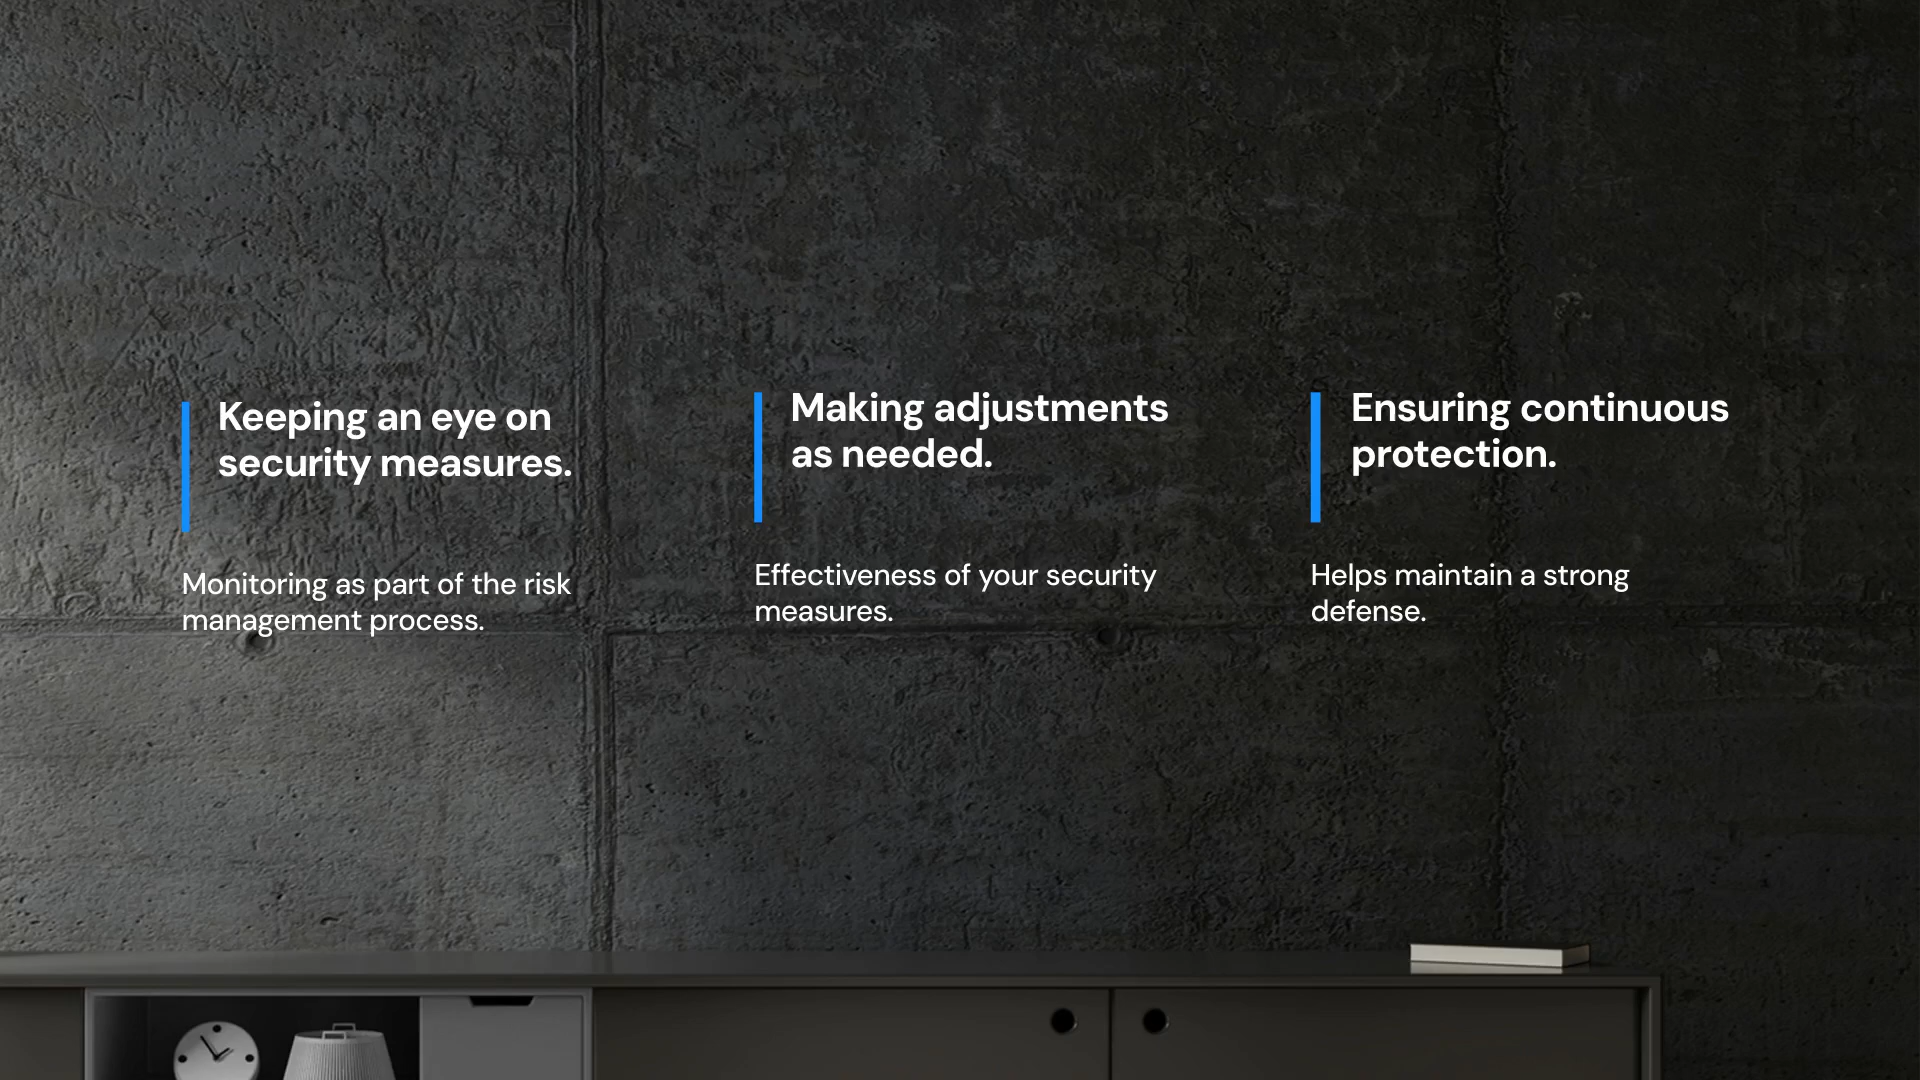 Keeping an eye on
security measures.
Monitoring as part of the risk
management process.
Making adjustments
as needed.
Effectiveness of your security
measures.
Ensuring continuous
protection.
Helps maintain a strong
defense.